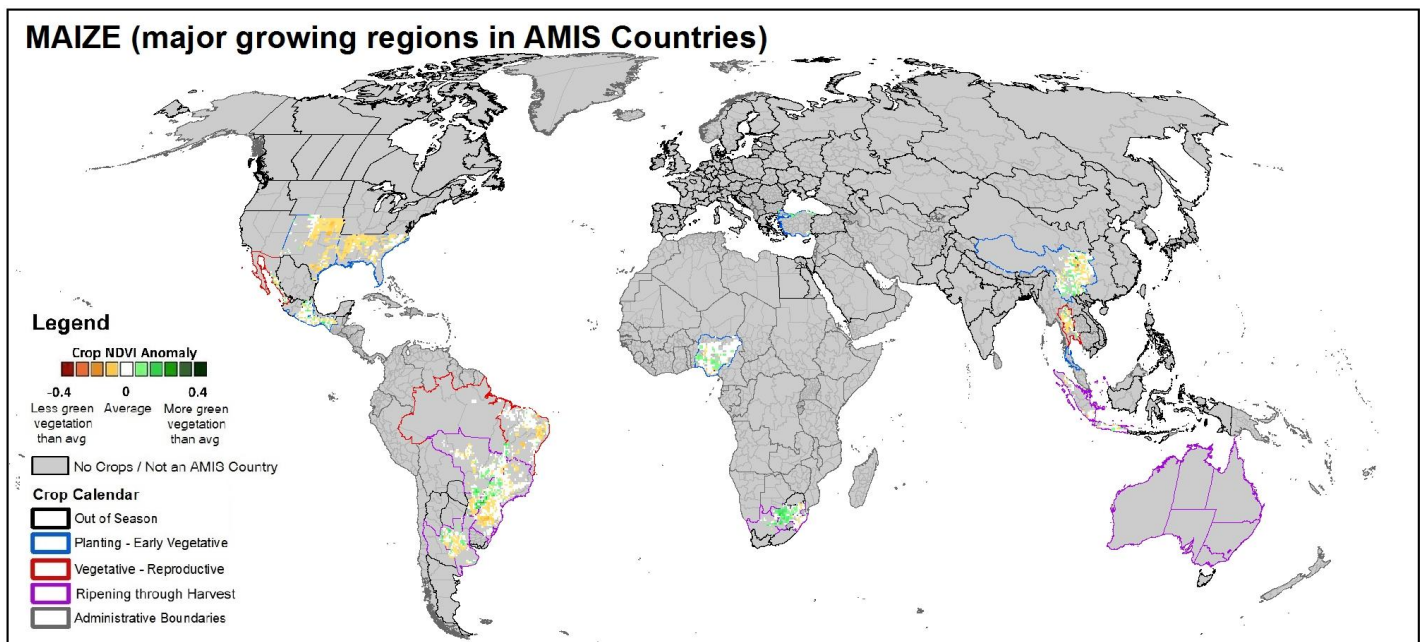 MAIZE (major growing regions in AMIS Countries)
Legend
Crop NDVI Anomaly
-0.4 0 0.4
Less green vegetation than avg
Average
More green vegetation than avg
No Crops / Not an AMIS Country
Crop Calendar
Out of Season
Planting - Early Vegetative
Vegetative - Reproductive
Ripening through Harvest
Administrative Boundaries